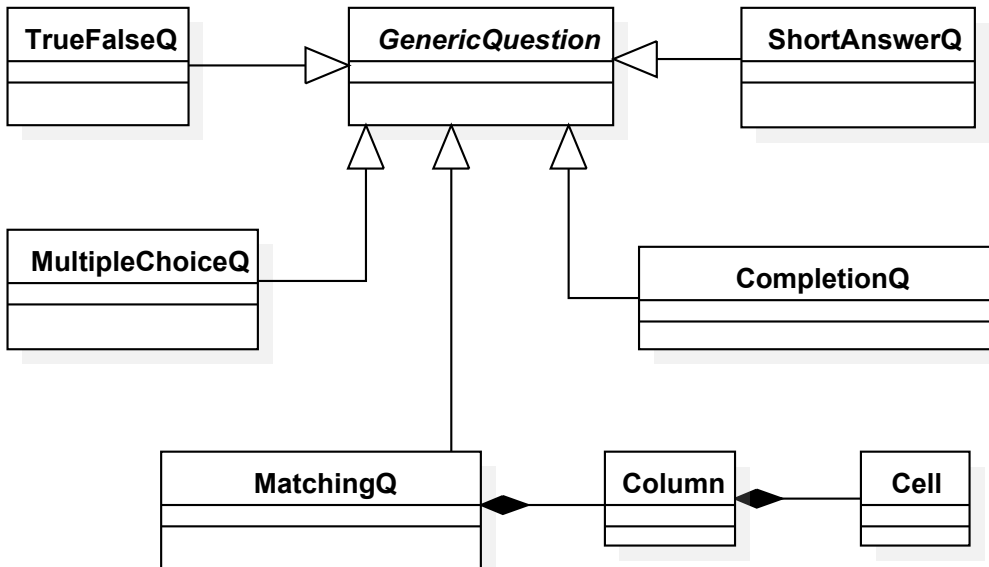 TrueFalseQ
GenericQuestion
ShortAnswerQ
MultipleChoiceQ
CompletionQ
MatchingQ
Column
Cell